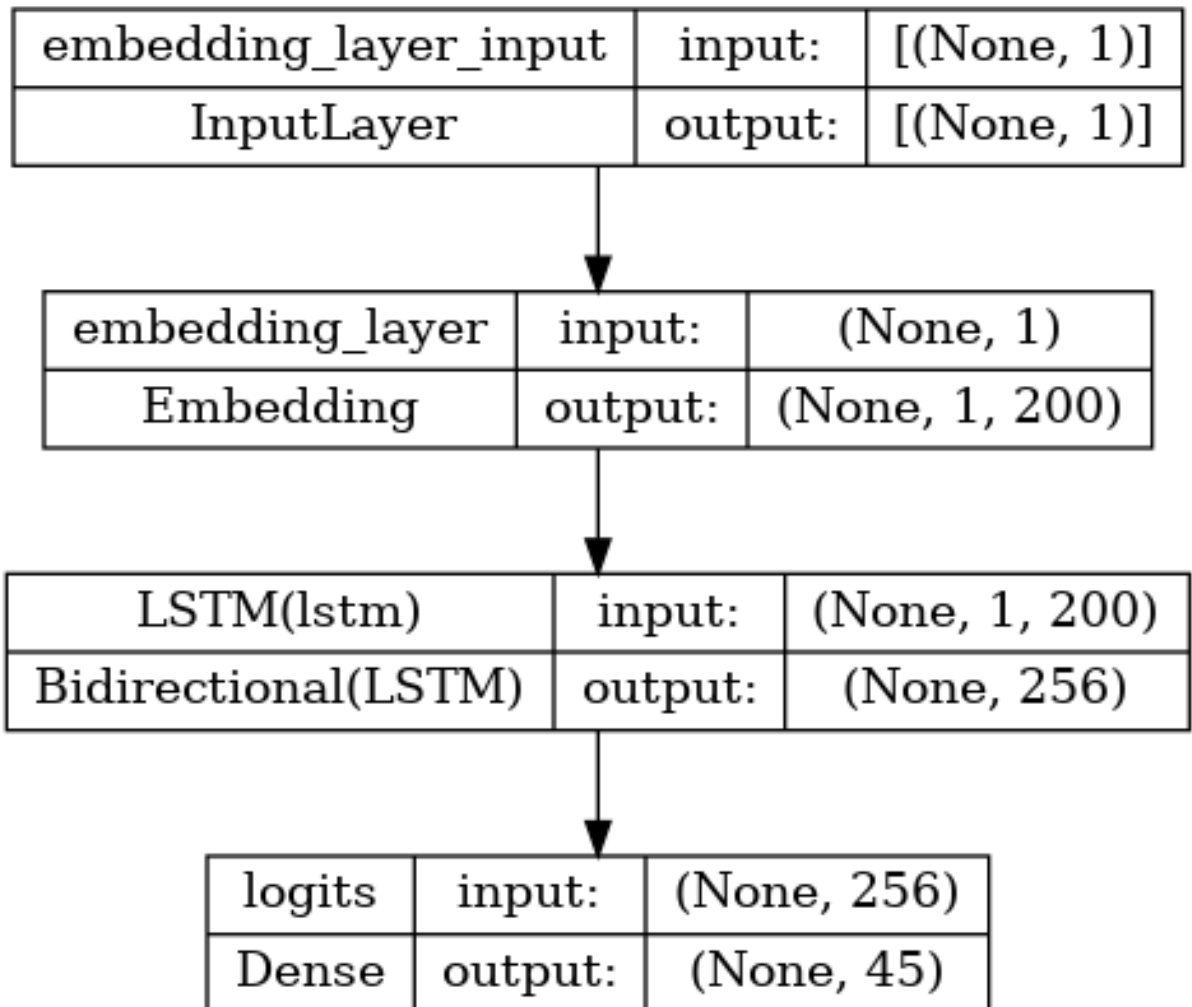 embedding_layer_input input: [(None, 1)]
InputLayer output: [(None, 1)]
embedding_layer input: (None, 1)
Embedding output: (None, 1, 200)
LSTM(lstm) input: (None, 1, 200)
Bidirectional(LSTM) output: (None, 256)
logits input: (None, 256)
Dense output: (None, 45)